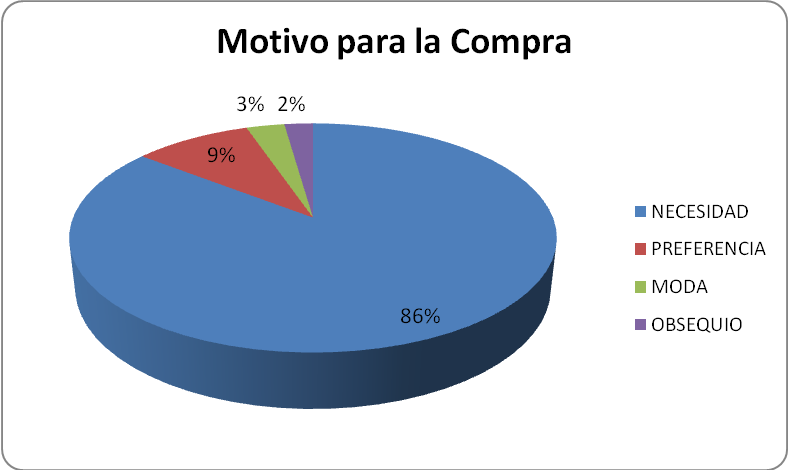 Motivo para la Compra
3%
2%
9%
86%
NECESIDAD
PREFERENCIA
MODA
OBSEQUIO